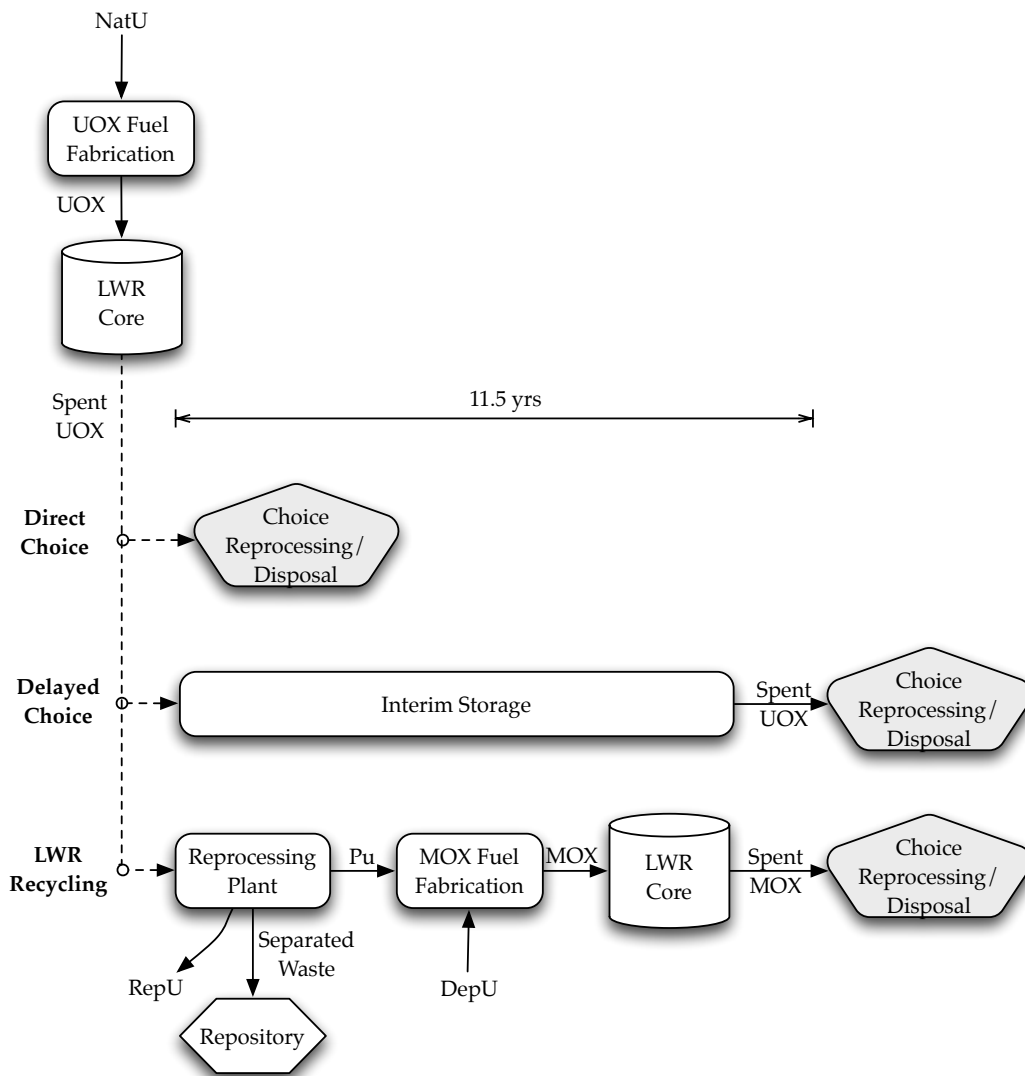 NatU
UOX Fuel
Fabrication
UOX
LWR
Core
Spent
UOX
11.5 yrs
Direct
Choice
Choice
Reprocessing/
Disposal
Delayed
Choice
Interim Storage
Spent
UOX
Choice
Reprocessing/
Disposal
LWR
Recycling
Reprocessing
Plant
Pu
MOX Fuel
Fabrication
MOX
LWR
Core
Spent
MOX
Choice
Reprocessing/
Disposal
RepU
Separated
Waste
DepU
Repository